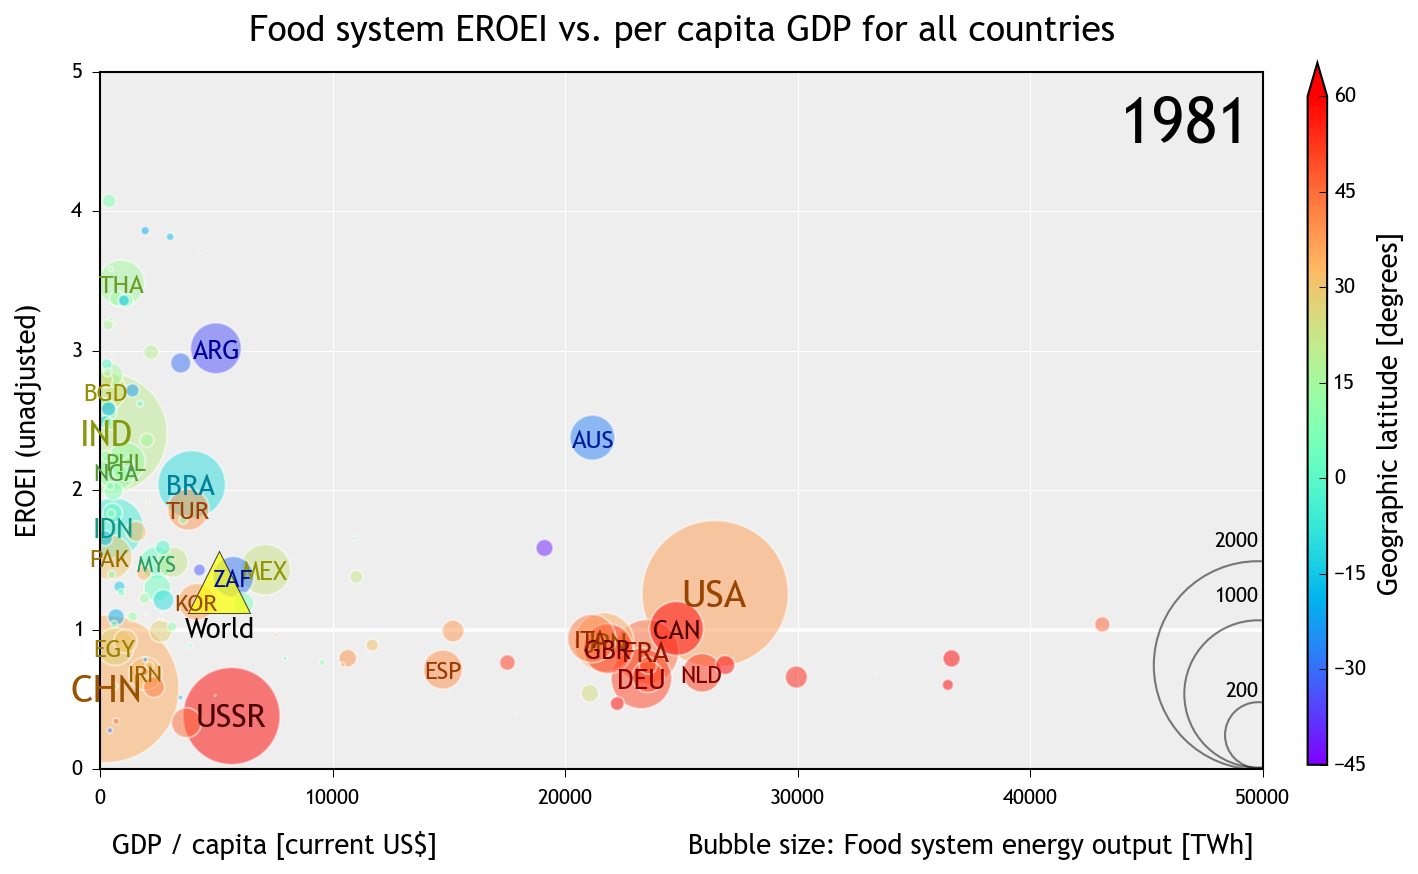 Food system EROEI vs. per capita GDP for all countries
1981
5
4
3
2
1
0
EROEI (unadjusted)
THA
ARG
BGD
IND
AUS
PHL
NGA
BRA
TUR
IDN
PAK
MYS
ZAF
MEX
KOR
World
USA
CAN
ITA
JPN
GBR
FRA
EGY
IRN
ESP
DEU
NLD
CHN
USSR
2000
1000
200
0
10000
20000
30000
40000
50000
GDP / capita [current US$]
Bubble size: Food system energy output [TWh]
60
45
30
15
0
−15
−30
−45
Geographic latitude [degrees]